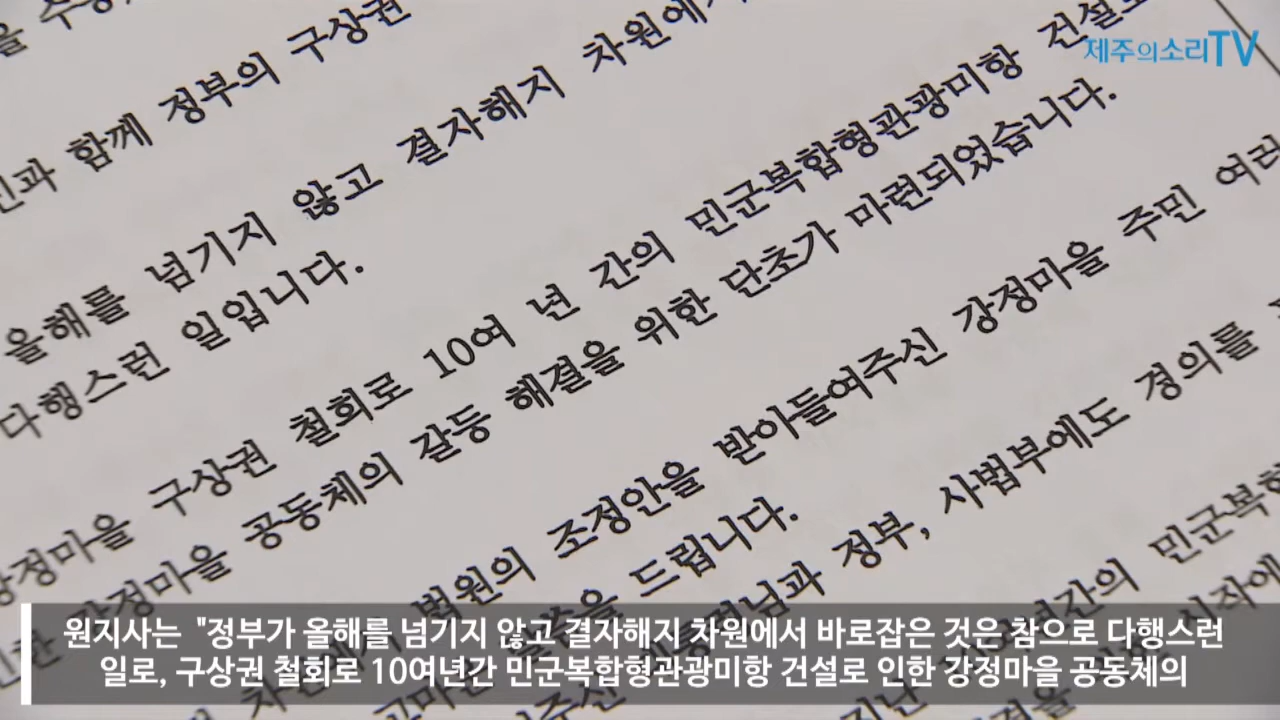 제주의소리TV
함께 정부의 구상권
올해를 넘기지 않고 결자해지 차원에서
다행스런 일입니다.
강정마을 구상권 철회로 10여 년 간의 민군복합형관광미항 건설로
강정마을 공동체의 갈등 해결을 위한 단초가 마련되었습니다.
법원의 조정안을 받아들여주신 강정마을 주민
드립니다.
정부, 사법부에도 경의를
민군복합
원지사는 "정부가 올해를 넘기지 않고 결자해지 차원에서 바로잡은 것은 참으로 다행스런
일로, 구상권 철회로 10여년간 민군복합형관광미항 건설로 인한 강정마을 공동체의